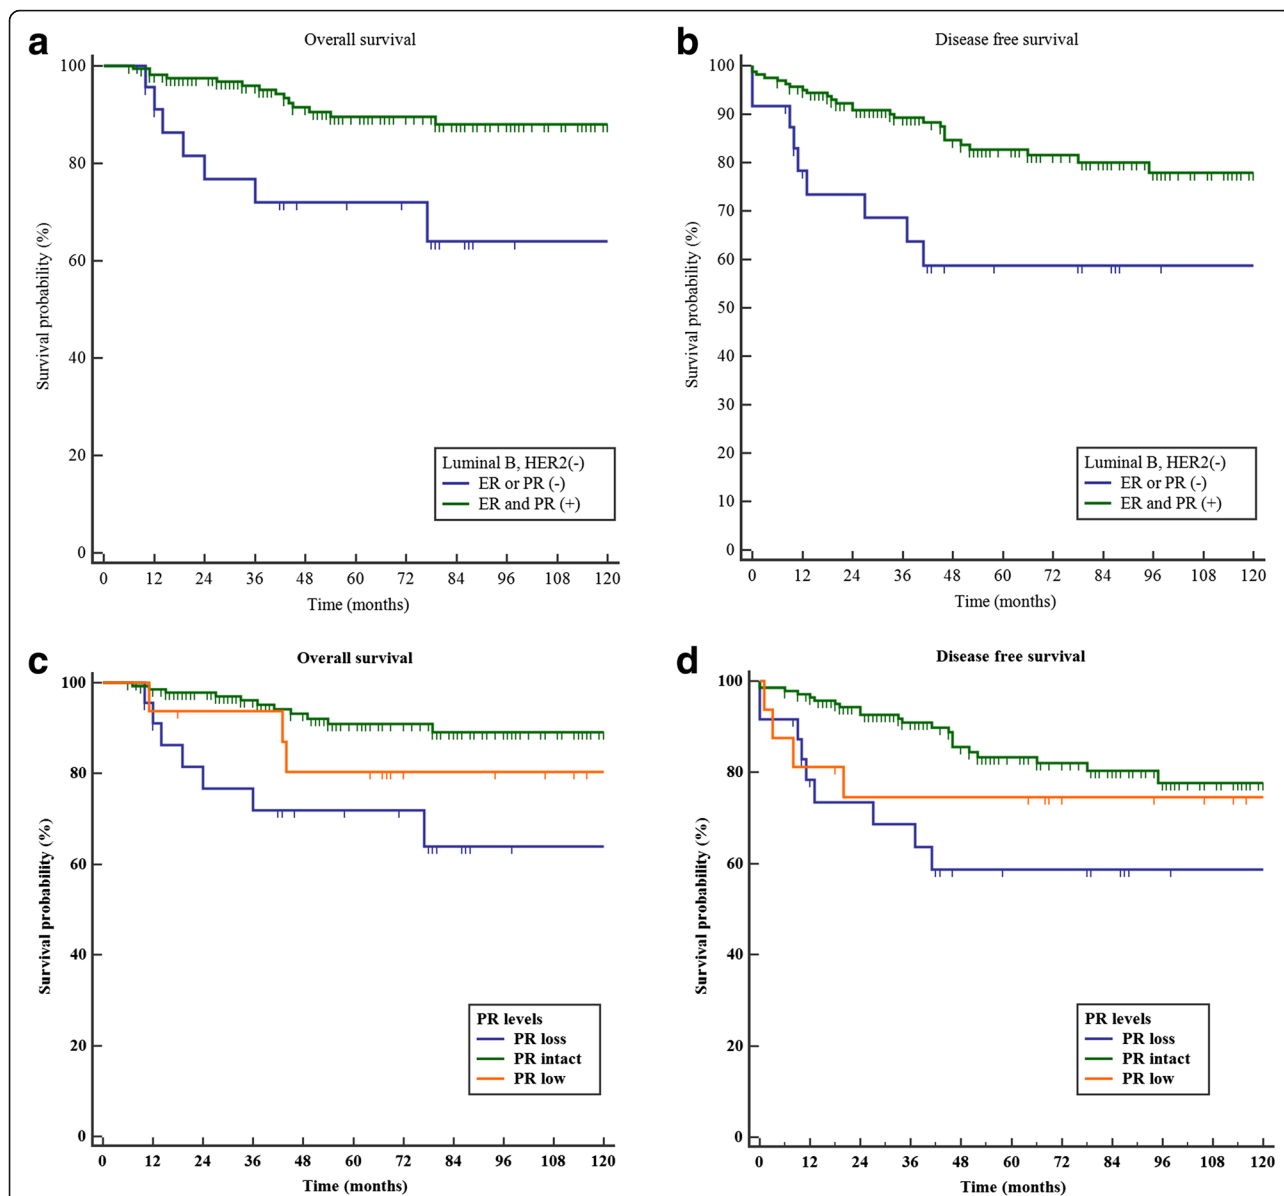 a
Overall survival
100
80
60
40
20
0
Survival probability (%)
0 12 24 36 48 60 72 84 96 108 120
Time (months)
Luminal B, HER2(-)
ER or PR (-)
ER and PR (+)
b
Disease free survival
100
90
80
70
60
50
40
30
20
10
0
Survival probability (%)
0 12 24 36 48 60 72 84 96 108 120
Time (months)
Luminal B, HER2(-)
ER or PR (-)
ER and PR (+)
c
Overall survival
100
80
60
40
20
0
Survival probability (%)
0 12 24 36 48 60 72 84 96 108 120
Time (months)
PR levels
PR loss
PR intact
PR low
d
Disease free survival
100
80
60
40
20
0
Survival probability (%)
0 12 24 36 48 60 72 84 96 108 120
Time (months)
PR levels
PR loss
PR intact
PR low